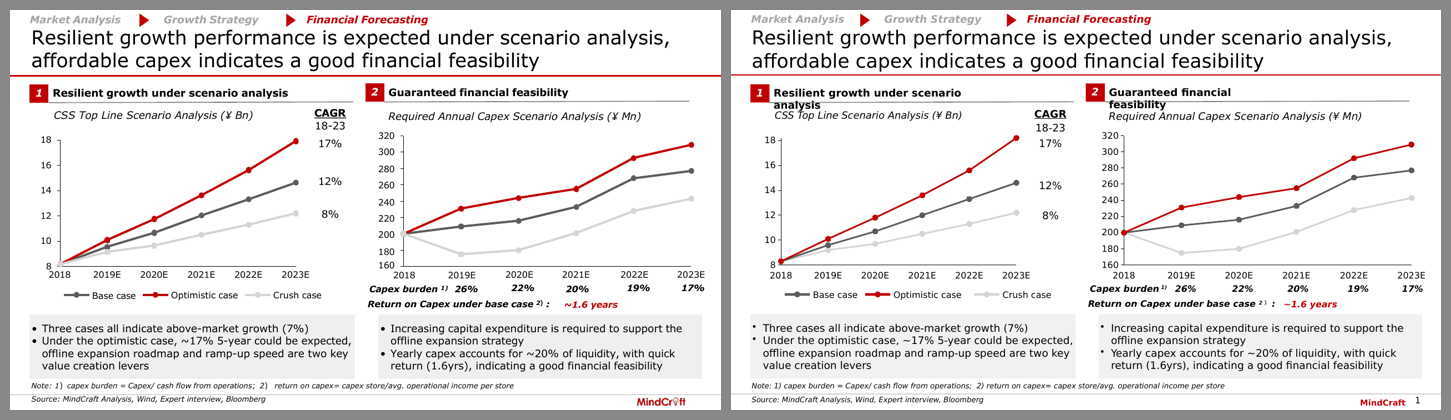 Market Analysis Growth Strategy Financial Forecasting
Resilient growth performance is expected under scenario analysis,
affordable capex indicates a good financial feasibility
1 Resilient growth under scenario analysis
CSS Top Line Scenario Analysis (¥ Bn)
CAGR
18-23
18
16
14
12
10
8
17%
12%
8%
2018 2019E 2020E 2021E 2022E 2023E
Base case Optimistic case Crush case
2 Guaranteed financial feasibility
Required Annual Capex Scenario Analysis (¥ Mn)
320
300
280
260
240
220
200
180
160
2018 2019E 2020E 2021E 2022E 2023E
Capex burden 1) 26% 22% 20% 19% 17%
Return on Capex under base case 2) : ~1.6 years
• Three cases all indicate above-market growth (7%)
• Under the optimistic case, ~17% 5-year could be expected,
offline expansion roadmap and ramp-up speed are two key
value creation levers
• Increasing capital expenditure is required to support the
offline expansion strategy
• Yearly capex accounts for ~20% of liquidity, with quick
return (1.6yrs), indicating a good financial feasibility
Note: 1) capex burden = Capex/ cash flow from operations; 2) return on capex= capex store/avg. operational income per store
Source: MindCraft Analysis, Wind, Expert interview, Bloomberg
MindCraft
Market Analysis Growth Strategy Financial Forecasting
Resilient growth performance is expected under scenario analysis,
affordable capex indicates a good financial feasibility
1 Resilient growth under scenario
analysis
CSS Top Line Scenario Analysis (¥ Bn)
CAGR
18-23
18
16
14
12
10
8
17%
12%
8%
2018 2019E 2020E 2021E 2022E 2023E
Base case Optimistic case Crush case
2 Guaranteed financial
feasibility
Required Annual Capex Scenario Analysis (¥ Mn)
320
300
280
260
240
220
200
180
160
2018 2019E 2020E 2021E 2022E 2023E
Capex burden 1) 26% 22% 20% 19% 17%
Return on Capex under base case 2) : ~1.6 years
• Three cases all indicate above-market growth (7%)
• Under the optimistic case, ~17% 5-year could be expected,
offline expansion roadmap and ramp-up speed are two key
value creation levers
• Increasing capital expenditure is required to support the
offline expansion strategy
• Yearly capex accounts for ~20% of liquidity, with quick
return (1.6yrs), indicating a good financial feasibility
Note: 1) capex burden = Capex/ cash flow from operations; 2) return on capex= capex store/avg. operational income per store
Source: MindCraft Analysis, Wind, Expert interview, Bloomberg
MindCraft 1